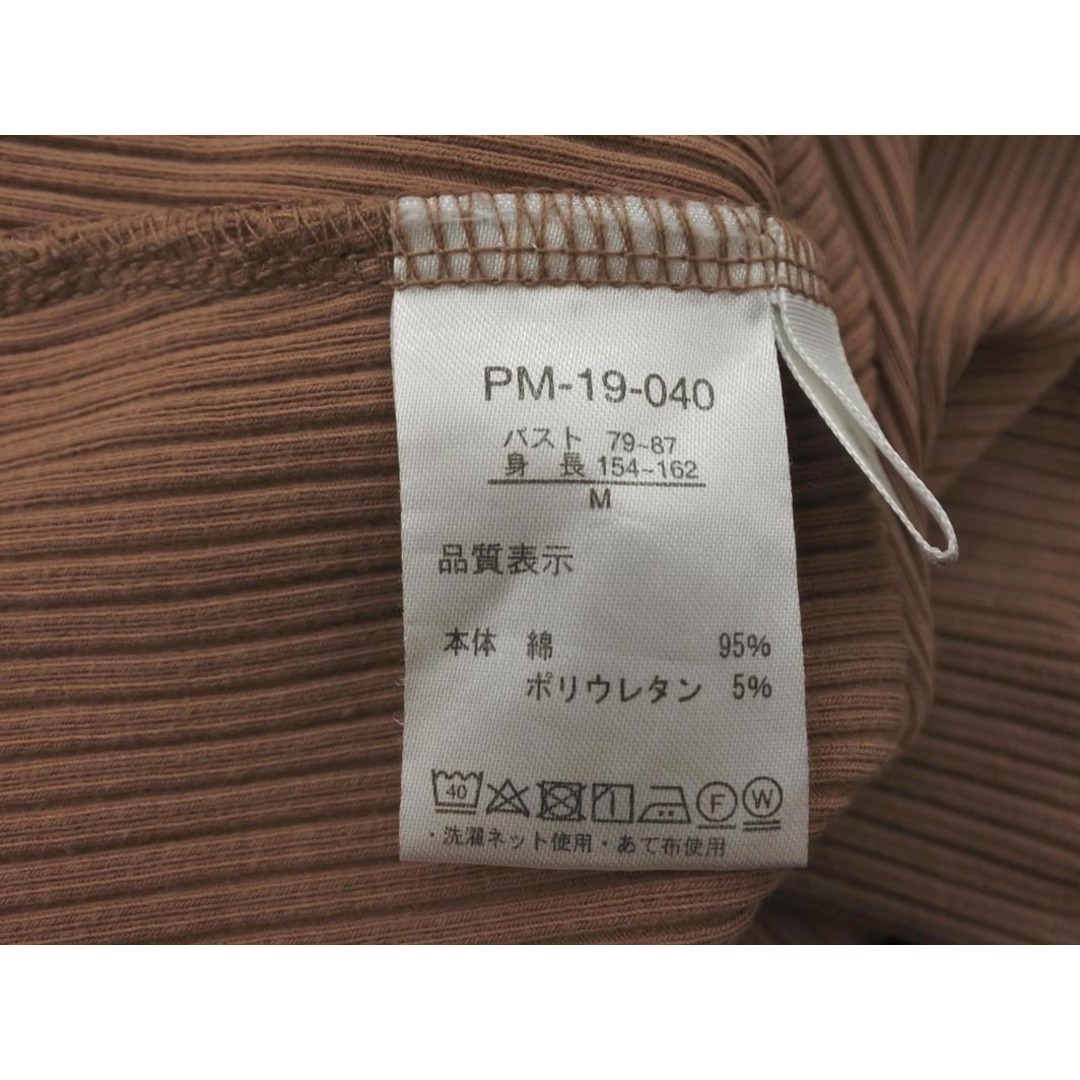 PM-19-040
バスト 79~87
身 長 154~162
M
品質表示
本体 綿 95%
ポリウレタン 5%
40 F W
・洗濯ネット使用・あて布使用